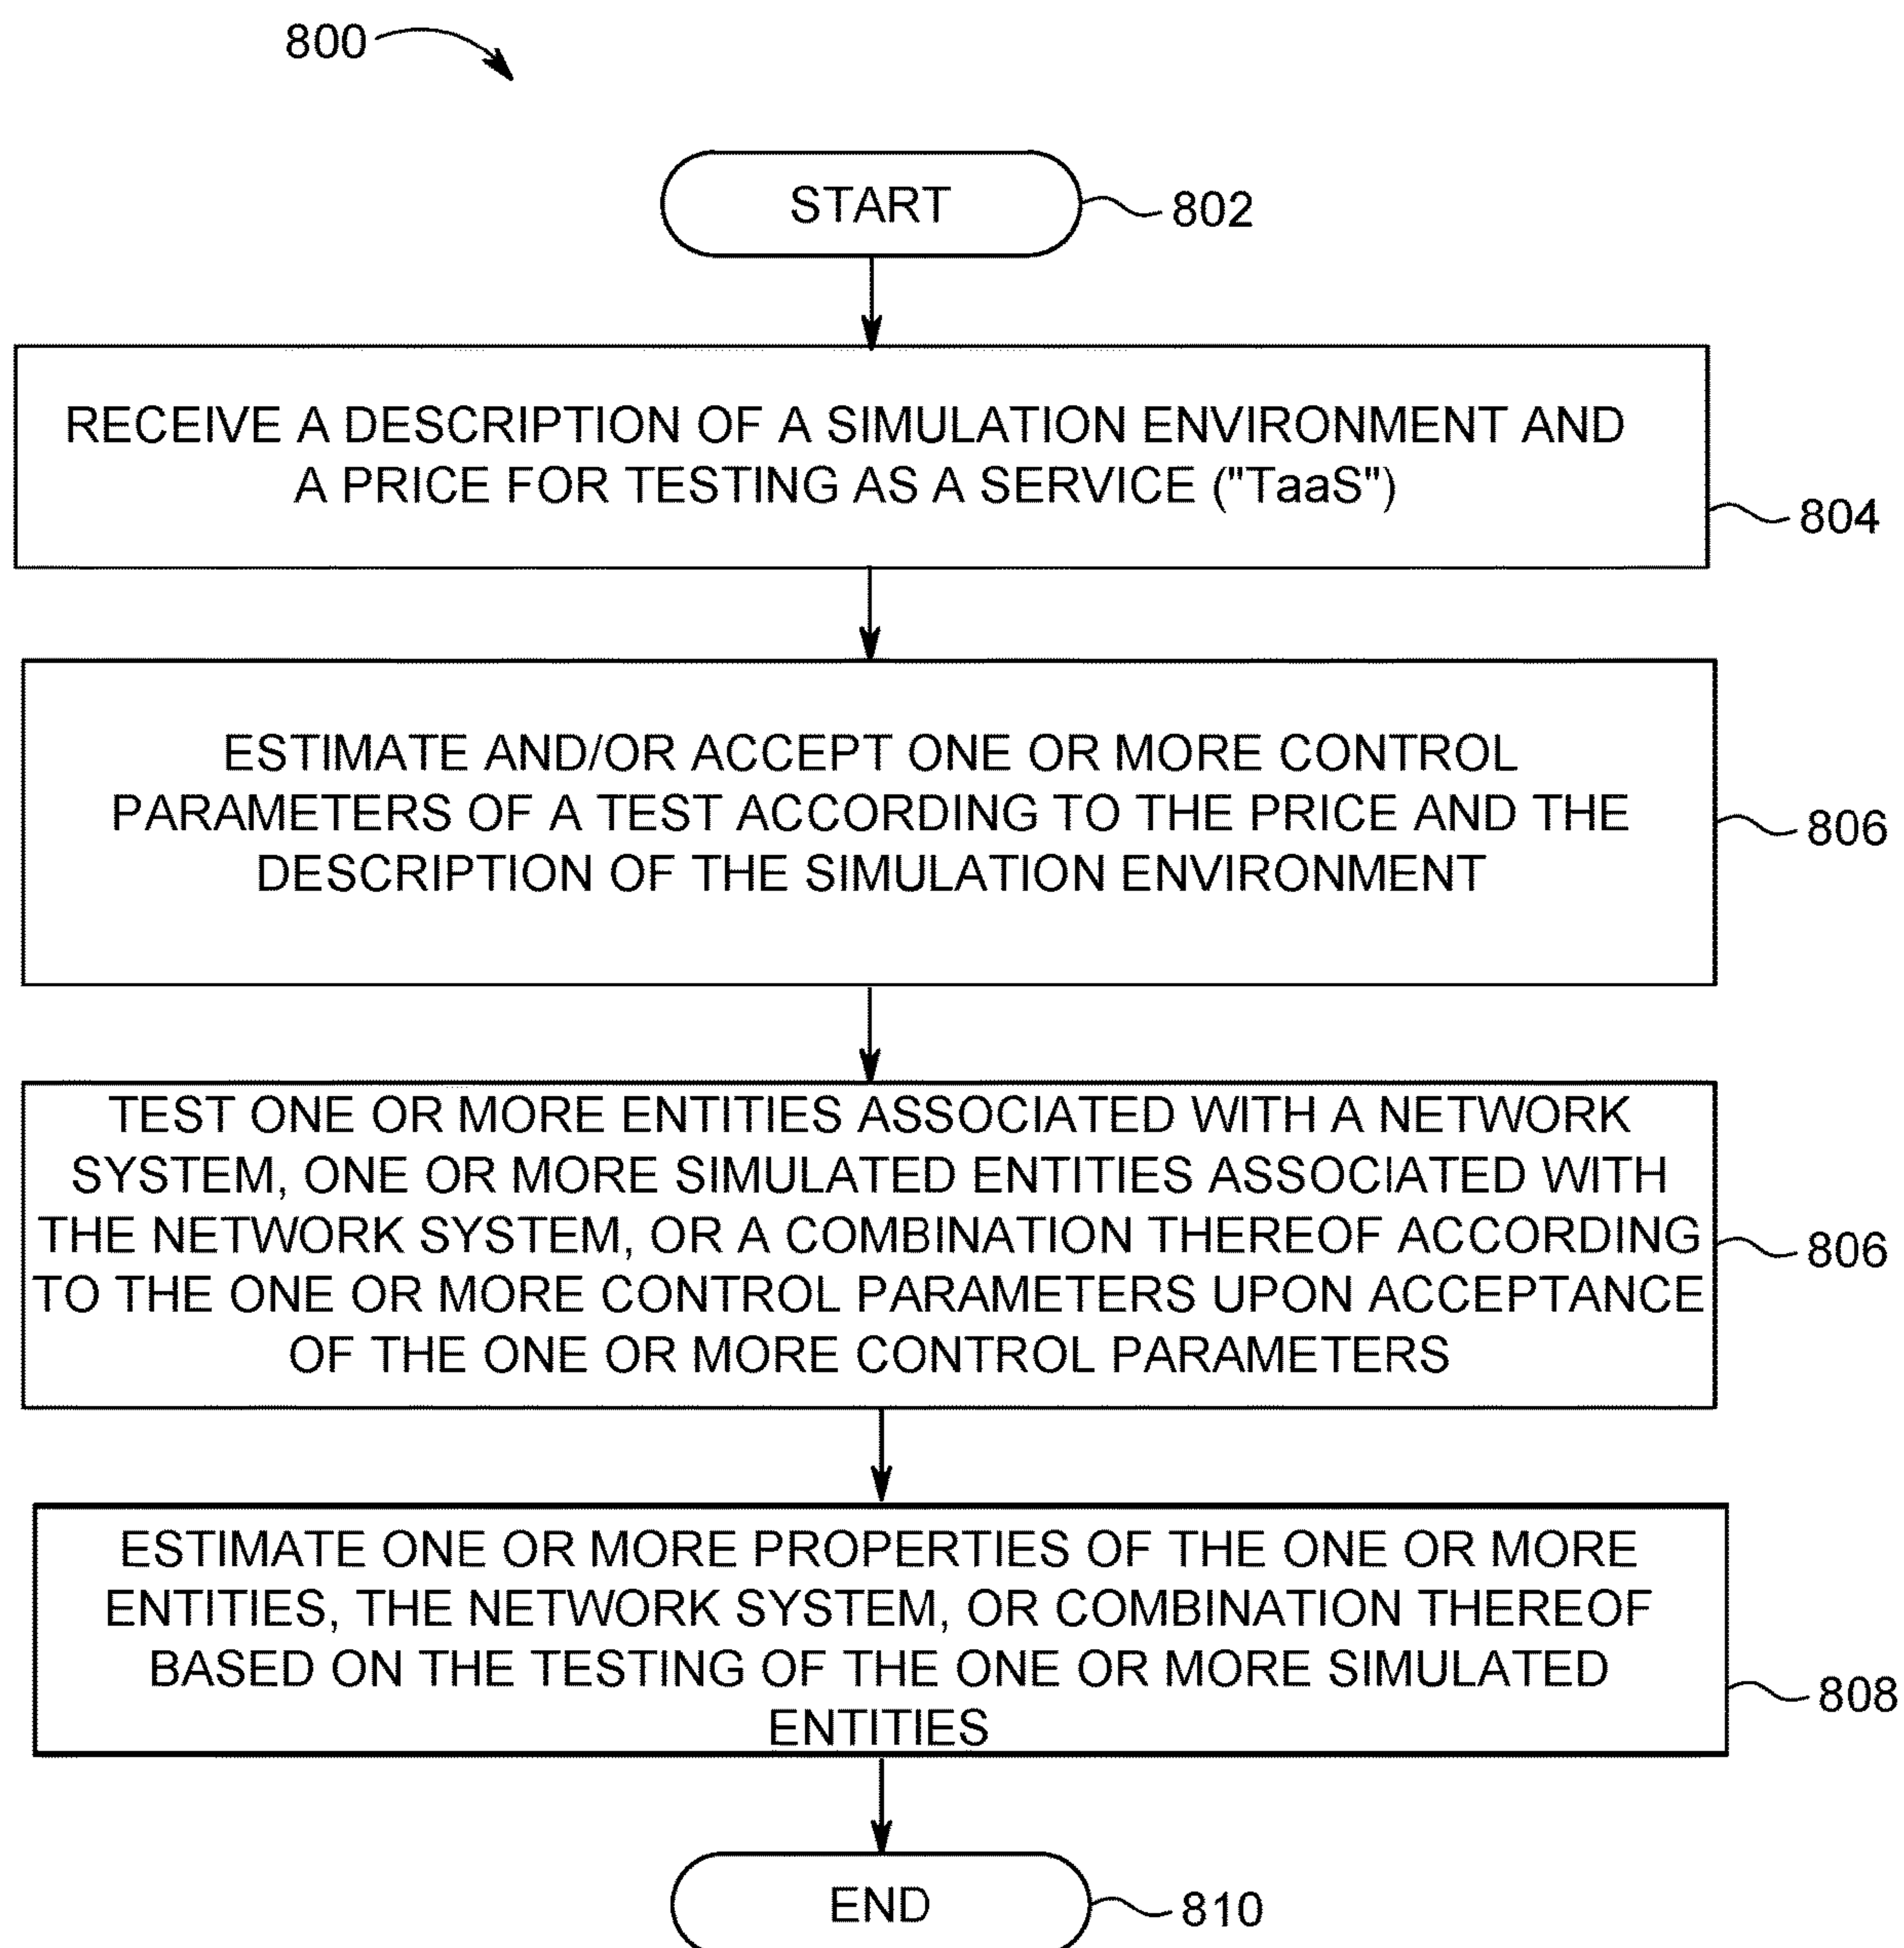 800
START
802
RECEIVE A DESCRIPTION OF A SIMULATION ENVIRONMENT AND
A PRICE FOR TESTING AS A SERVICE ("TaaS")
804
ESTIMATE AND/OR ACCEPT ONE OR MORE CONTROL
PARAMETERS OF A TEST ACCORDING TO THE PRICE AND THE
DESCRIPTION OF THE SIMULATION ENVIRONMENT
806
TEST ONE OR MORE ENTITIES ASSOCIATED WITH A NETWORK
SYSTEM, ONE OR MORE SIMULATED ENTITIES ASSOCIATED WITH
THE NETWORK SYSTEM, OR A COMBINATION THEREOF ACCORDING
TO THE ONE OR MORE CONTROL PARAMETERS UPON ACCEPTANCE
OF THE ONE OR MORE CONTROL PARAMETERS
806
ESTIMATE ONE OR MORE PROPERTIES OF THE ONE OR MORE
ENTITIES, THE NETWORK SYSTEM, OR COMBINATION THEREOF
BASED ON THE TESTING OF THE ONE OR MORE SIMULATED
ENTITIES
808
END
810